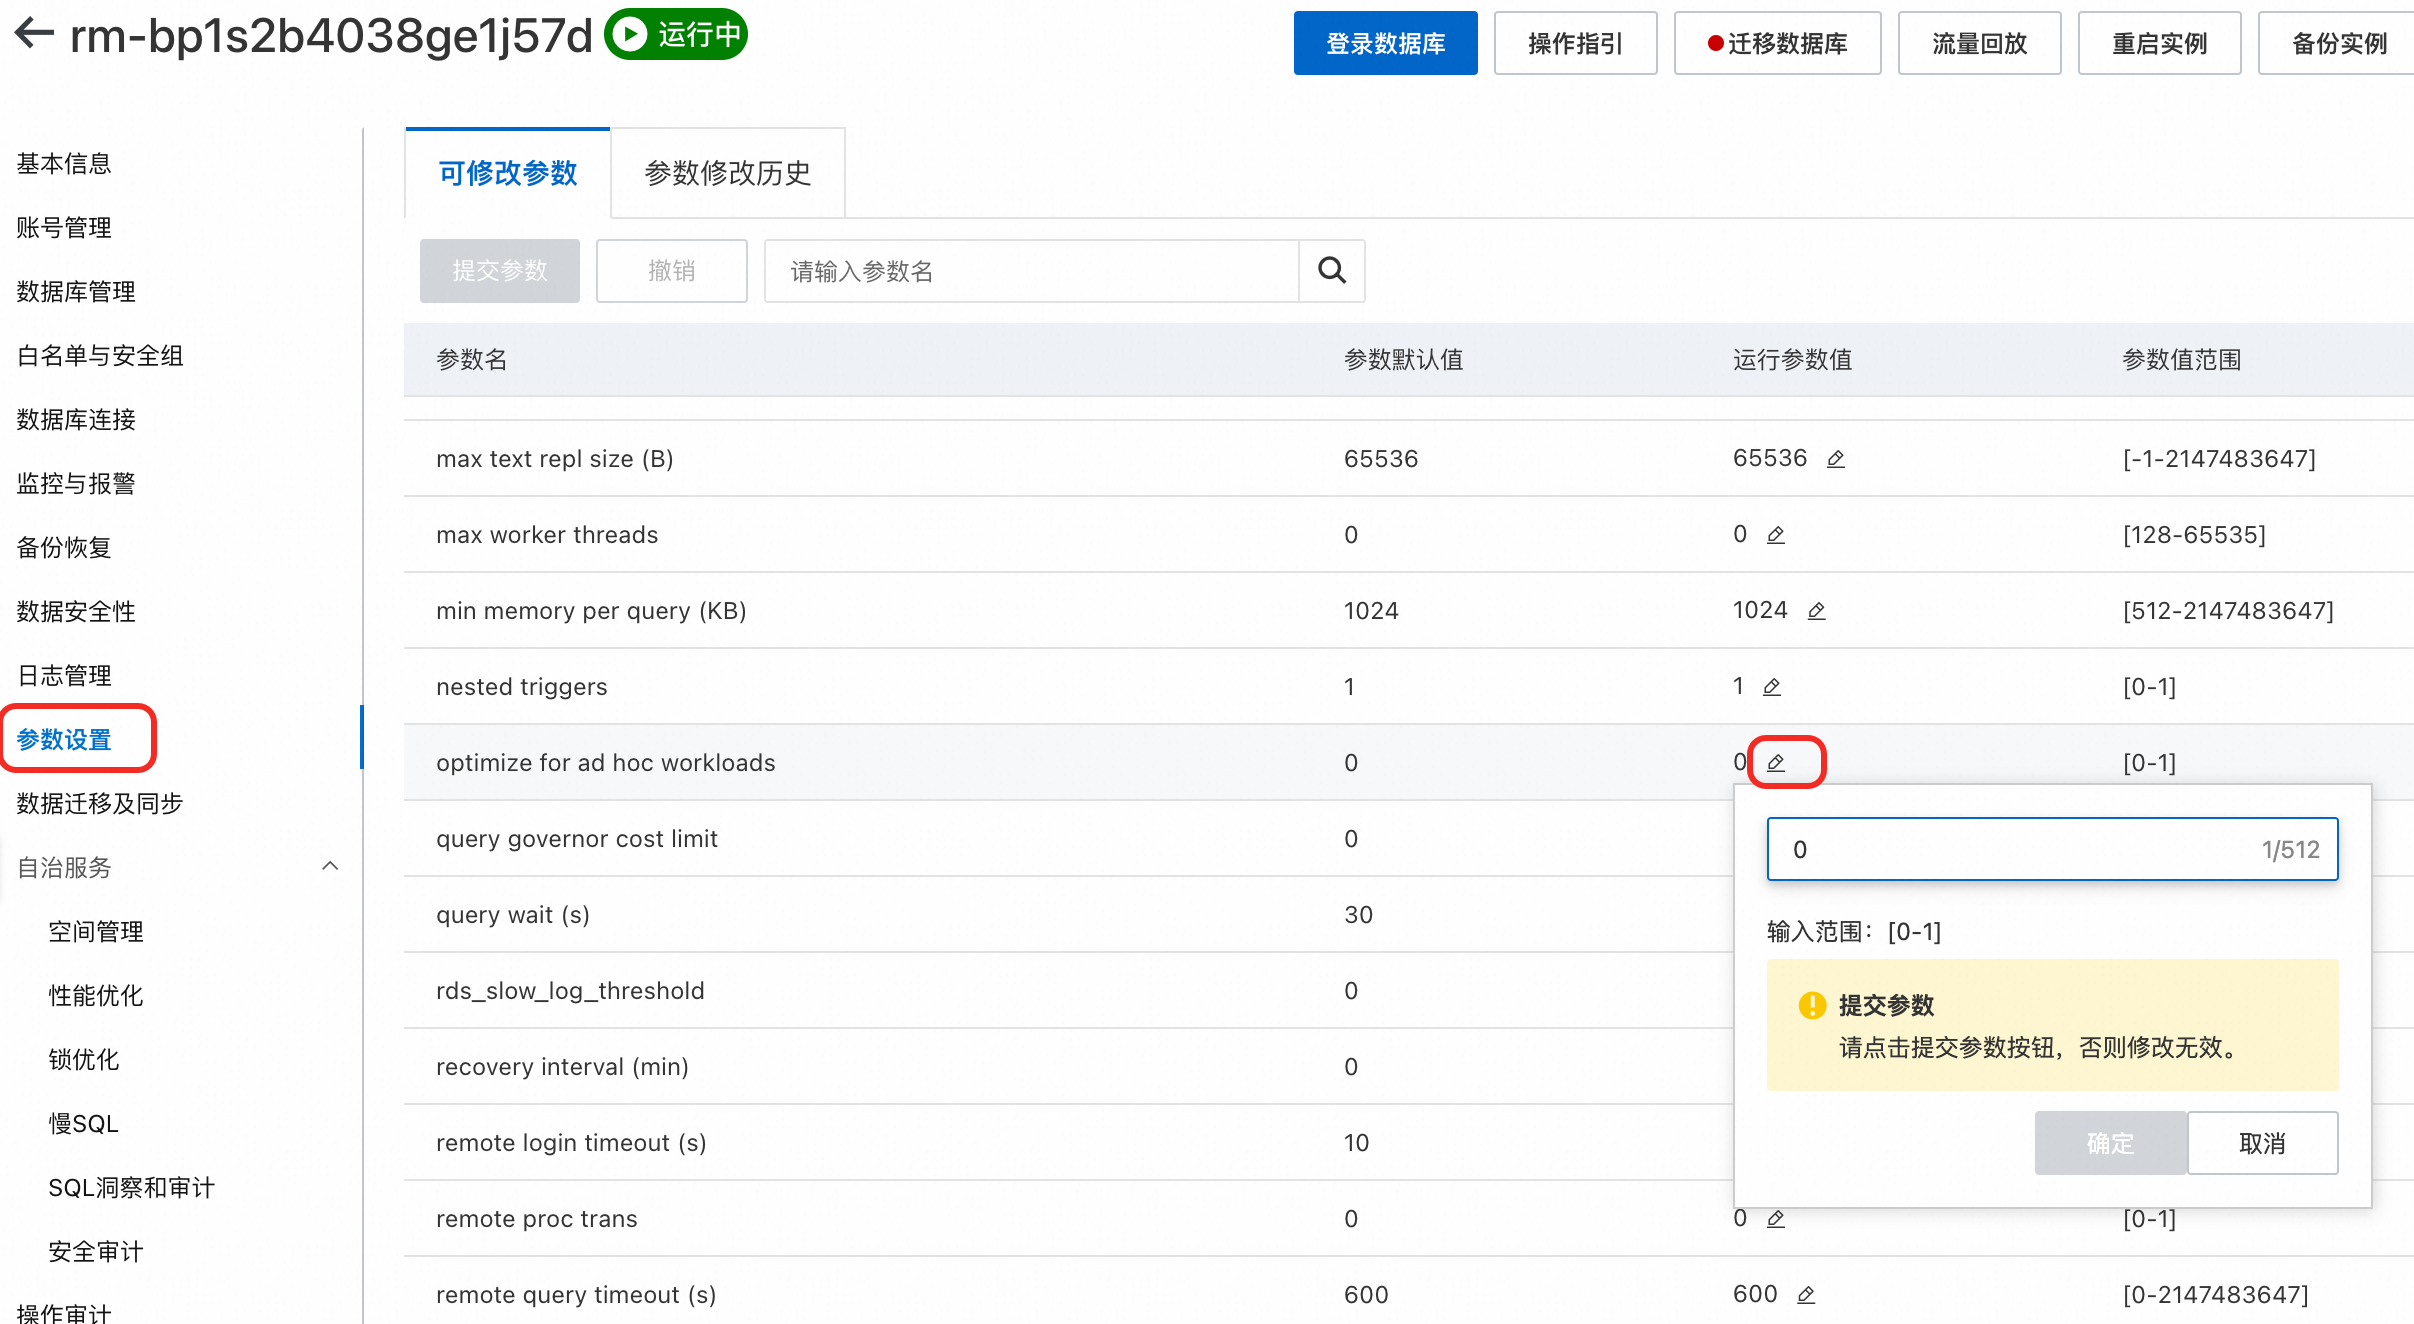 rm-bp1s2b4038ge1j57d 运行中
登录数据库 操作指引 迁移数据库 流量回放 重启实例 备份实例
基本信息
账号管理
数据库管理
白名单与安全组
数据库连接
监控与报警
备份恢复
数据安全性
日志管理
参数设置
数据迁移及同步
自治服务
空间管理
性能优化
锁优化
慢SQL
SQL洞察和审计
安全审计
操作审计
可修改参数 参数修改历史
提交参数 撤销 请输入参数名
参数名 参数默认值 运行参数值 参数值范围
max text repl size (B) 65536 65536 [-1-2147483647]
max worker threads 0 0 [128-65535]
min memory per query (KB) 1024 1024 [512-2147483647]
nested triggers 1 1 [0-1]
optimize for ad hoc workloads 0 0 [0-1]
query governor cost limit 0
query wait (s) 30
rds_slow_log_threshold 0
recovery interval (min) 0
remote login timeout (s) 10
remote proc trans 0 0 [0-1]
remote query timeout (s) 600 600 [0-2147483647]
0 1/512
输入范围：[0-1]
提交参数
请点击提交参数按钮，否则修改无效。
确定 取消